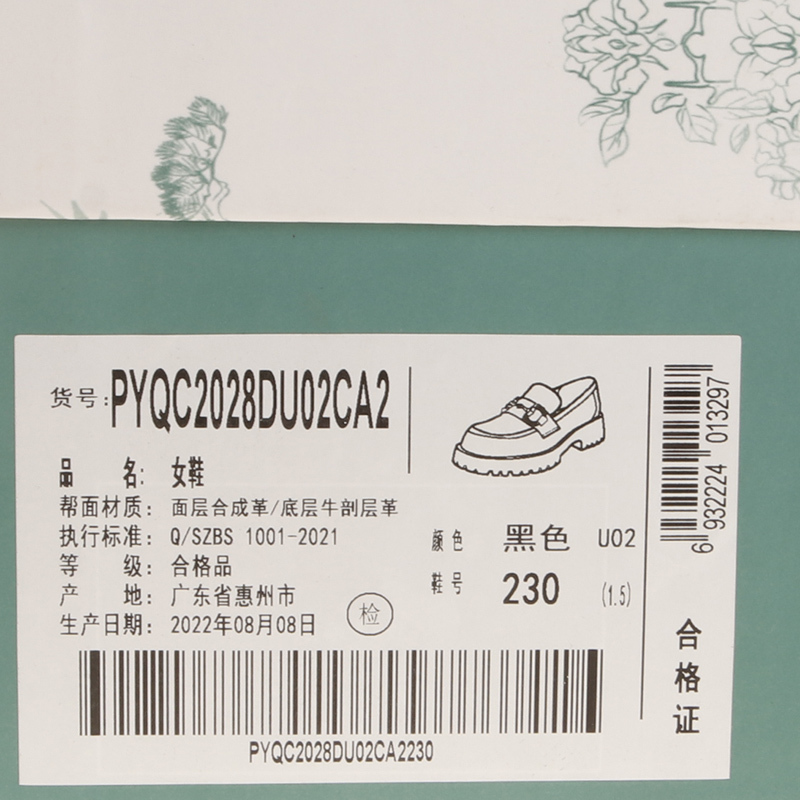 货号:PYQC2028DU02CA2
品 名: 女鞋
帮面材质: 面层合成革/底层牛剖层革
执行标准: Q/SZBS 1001-2021
等 级: 合格品
产 地: 广东省惠州市
生产日期: 2022年08月08日
检
颜色 黑色 U02
鞋号 230 (1.5)
PYQC2028DU02CA2230
6 932224 013297
合格证